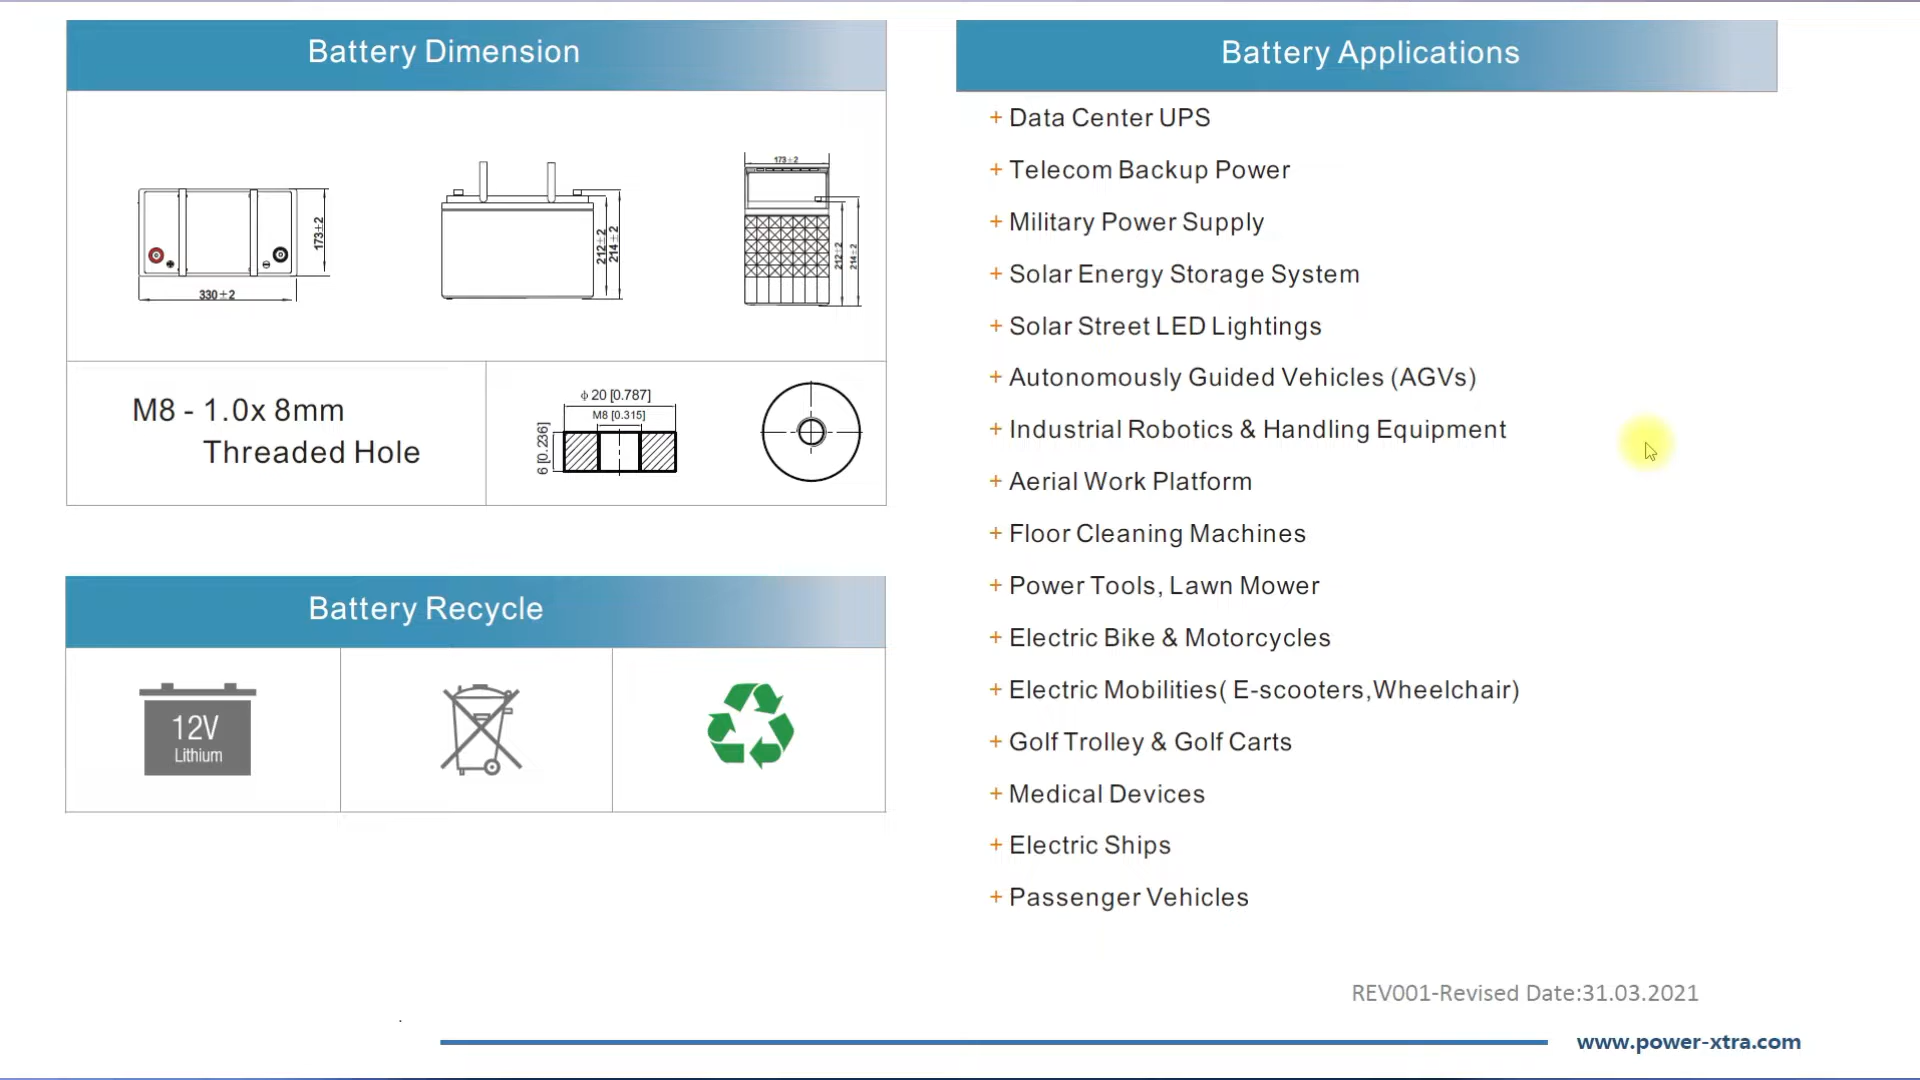 Battery Dimension
173±2
330±2
212±2
214±2
173±2
212±2
214±2
M8 - 1.0x 8mm
Threaded Hole
ϕ 20 [0.787]
M8 [0.315]
6 [0.236]
Battery Recycle
12V
Lithium
Battery Applications
+ Data Center UPS
+ Telecom Backup Power
+ Military Power Supply
+ Solar Energy Storage System
+ Solar Street LED Lightings
+ Autonomously Guided Vehicles (AGVs)
+ Industrial Robotics & Handling Equipment
+ Aerial Work Platform
+ Floor Cleaning Machines
+ Power Tools, Lawn Mower
+ Electric Bike & Motorcycles
+ Electric Mobilities( E-scooters,Wheelchair)
+ Golf Trolley & Golf Carts
+ Medical Devices
+ Electric Ships
+ Passenger Vehicles
REV001-Revised Date:31.03.2021
www.power-xtra.com